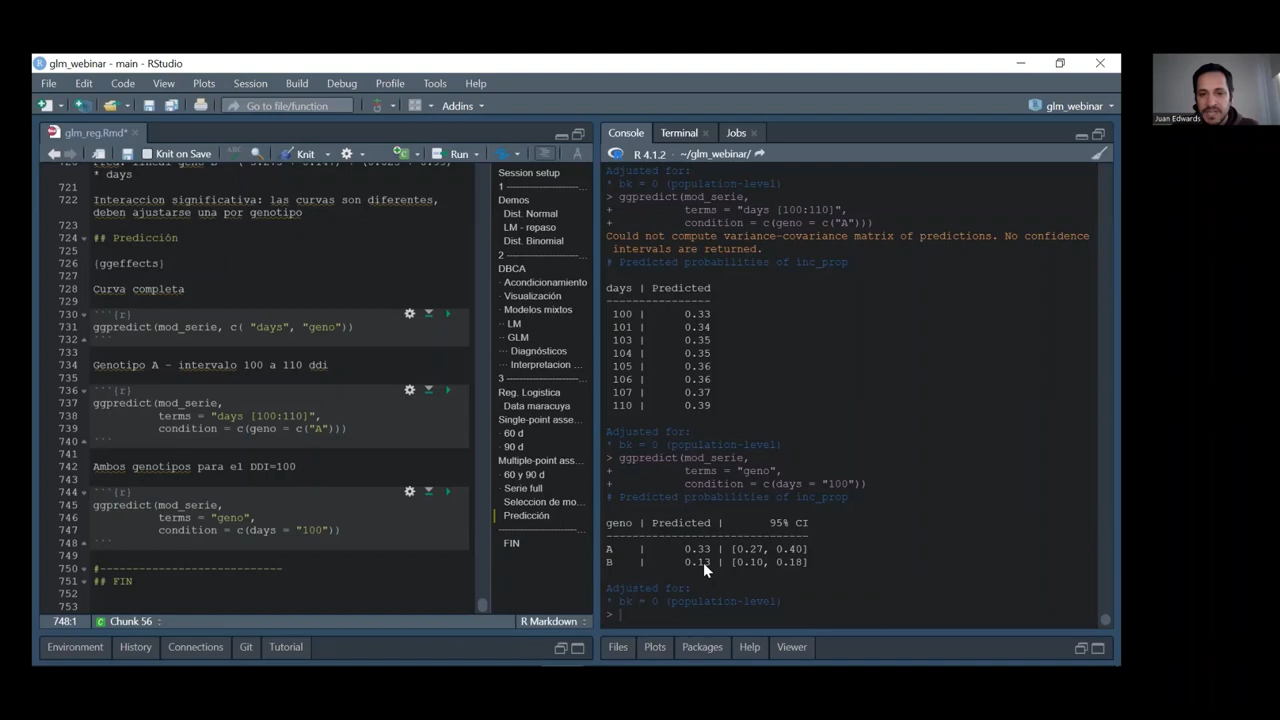 glm_webinar - main - RStudio
File Edit Code View Plots Session Build Debug Profile Tools Help
Go to file/function Addins glm_webinar
glm_reg.Rmd*
Knit on Save Knit Run
* days
721
722 Interaccion significativa: las curvas son diferentes,
deben ajustarse una por genotipo
723
724 ## Predicción
725
726 {ggeffects}
727
728 Curva completa
729
730 ```{r}
731 ggpredict(mod_serie, c( "days", "geno"))
732 ```
733
734 Genotipo A - intervalo 100 a 110 ddi
735
736 ```{r}
737 ggpredict(mod_serie,
738 terms = "days [100:110]",
739 condition = c(geno = c("A")))
740 ```
741
742 Ambos genotipos para el DDI=100
743
744 ```{r}
745 ggpredict(mod_serie,
746 terms = "geno",
747 condition = c(days = "100"))
748 ```
749
750 #----------------------------
751 ## FIN
752
753
748:1 Chunk 56 R Markdown
Session setup
1 ---------------...
Demos
Dist. Normal
LM - repaso
Dist. Binomial
2 ---------------...
DBCA
· Acondicionamiento
· Visualización
· Modelos mixtos
·· LM
·· GLM
··· Diagnósticos
··· Interpretacion ...
3 ---------------...
Reg. Logistica
Data maracuya
Single-point asse...
· 60 d
· 90 d
Multiple-point ass...
· 60 y 90 d
· Serie full
Seleccion de mo...
Predicción
FIN
Environment History Connections Git Tutorial
Console Terminal Jobs
R 4.1.2 · ~/glm_webinar/
Adjusted for:
* bk = 0 (population-level)
> ggpredict(mod_serie,
+ terms = "days [100:110]",
+ condition = c(geno = c("A")))
Could not compute variance-covariance matrix of predictions. No confidence
intervals are returned.
# Predicted probabilities of inc_prop
days | Predicted
----------------
100 | 0.33
101 | 0.34
103 | 0.35
104 | 0.35
105 | 0.36
106 | 0.36
107 | 0.37
110 | 0.39
Adjusted for:
* bk = 0 (population-level)
> ggpredict(mod_serie,
+ terms = "geno",
+ condition = c(days = "100"))
# Predicted probabilities of inc_prop
geno | Predicted | 95% CI
-------------------------------
A | 0.33 | [0.27, 0.40]
B | 0.13 | [0.10, 0.18]
Adjusted for:
* bk = 0 (population-level)
>
Files Plots Packages Help Viewer
Juan Edwards